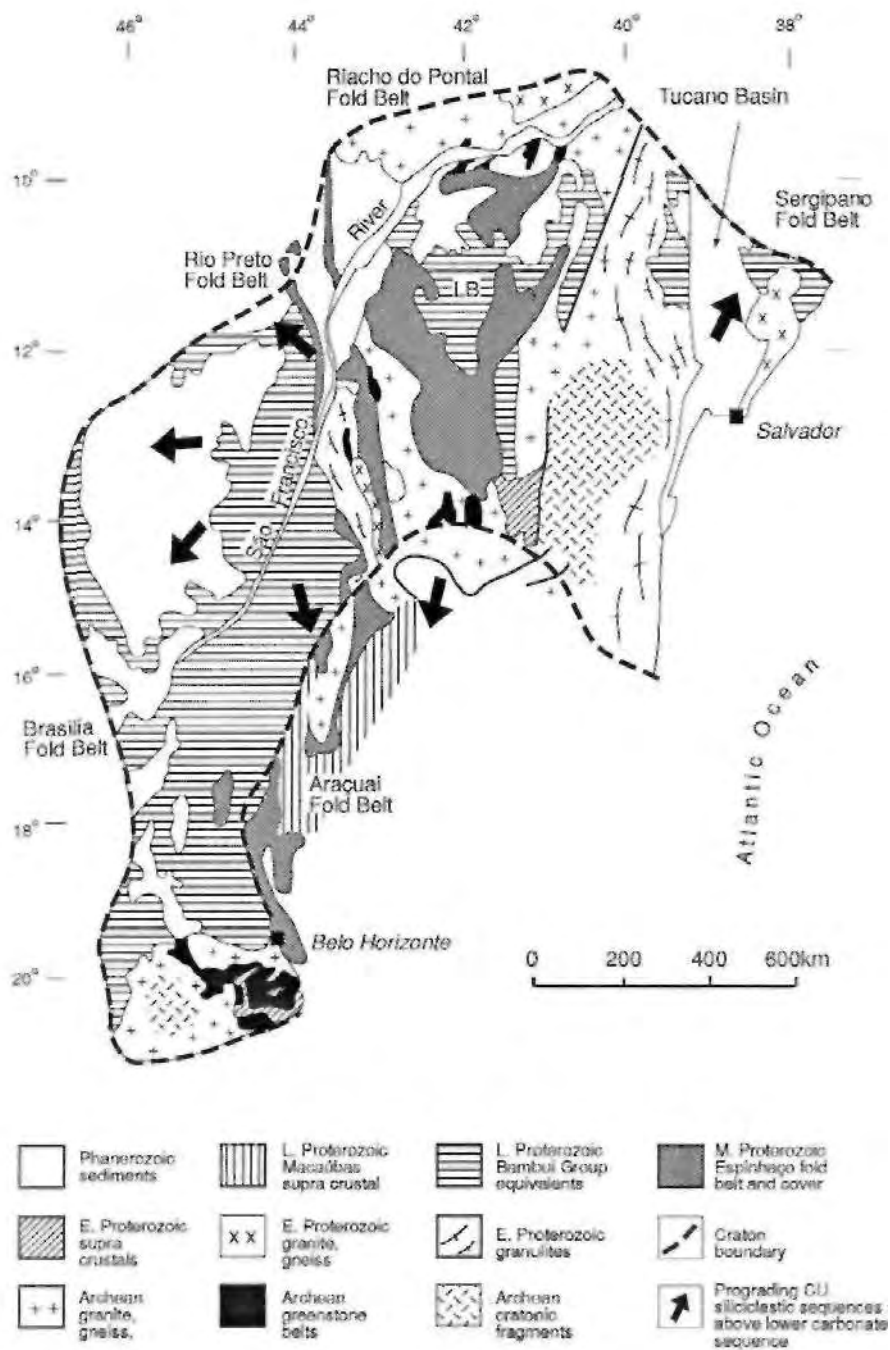 46° 44° 42° 40° 38°
Riacho do Pontal
Fold Belt
Tucano Basin
10°
River
Sergipano
Fold Belt
Rio Preto
Fold Belt
LB
12°
Salvador
São Francisco
14°
16°
Brasilia
Fold Belt
Araçuai
Fold Belt
18°
Atlantic Ocean
Belo Horizonte
0 200 400 600km
20°
Phanerozoic
sediments
L. Proterozoic
Macaúbas
supra crustal
L. Proterozoic
Bambui Group
equivalents
M. Proterozoic
Espinhaço fold
belt and cover
E. Proterozoic
supra
crustals
E. Proterozoic
granite,
gneiss
E. Proterozoic
granulites
Craton
boundary
Archean
granite,
gneiss,
Archean
greenstone
belts
Archean
cratonic
fragments
Prograding CU
siliciclastic sequences
above lower carbonate
sequence